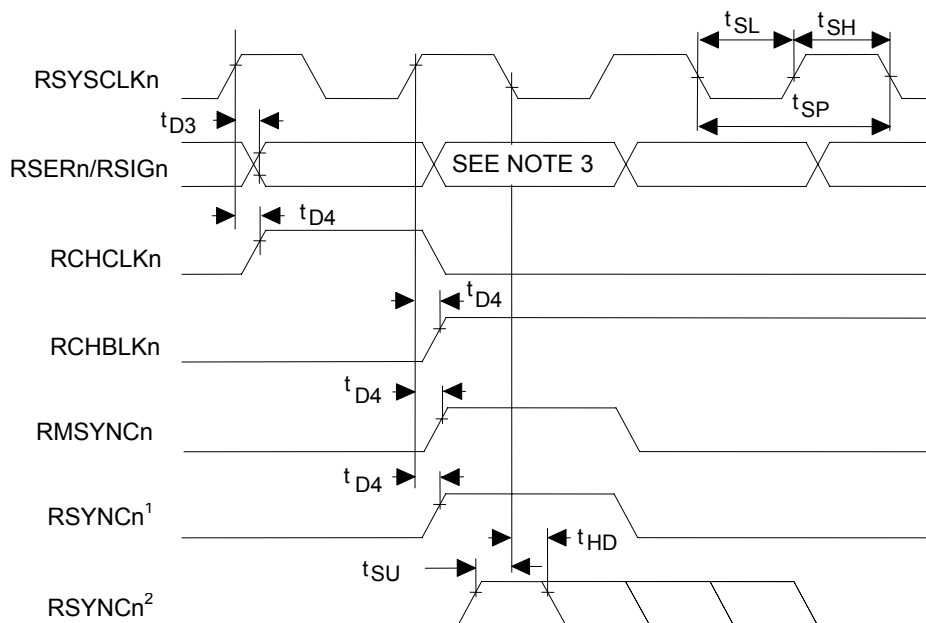 tSL tSH
RSYSCLKn
tSP
tD3
RSERn/RSIGn SEE NOTE 3
tD4
RCHCLKn
tD4
RCHBLKn
tD4
RMSYNCn
tD4
RSYNCn1
tHD
tSU
RSYNCn2